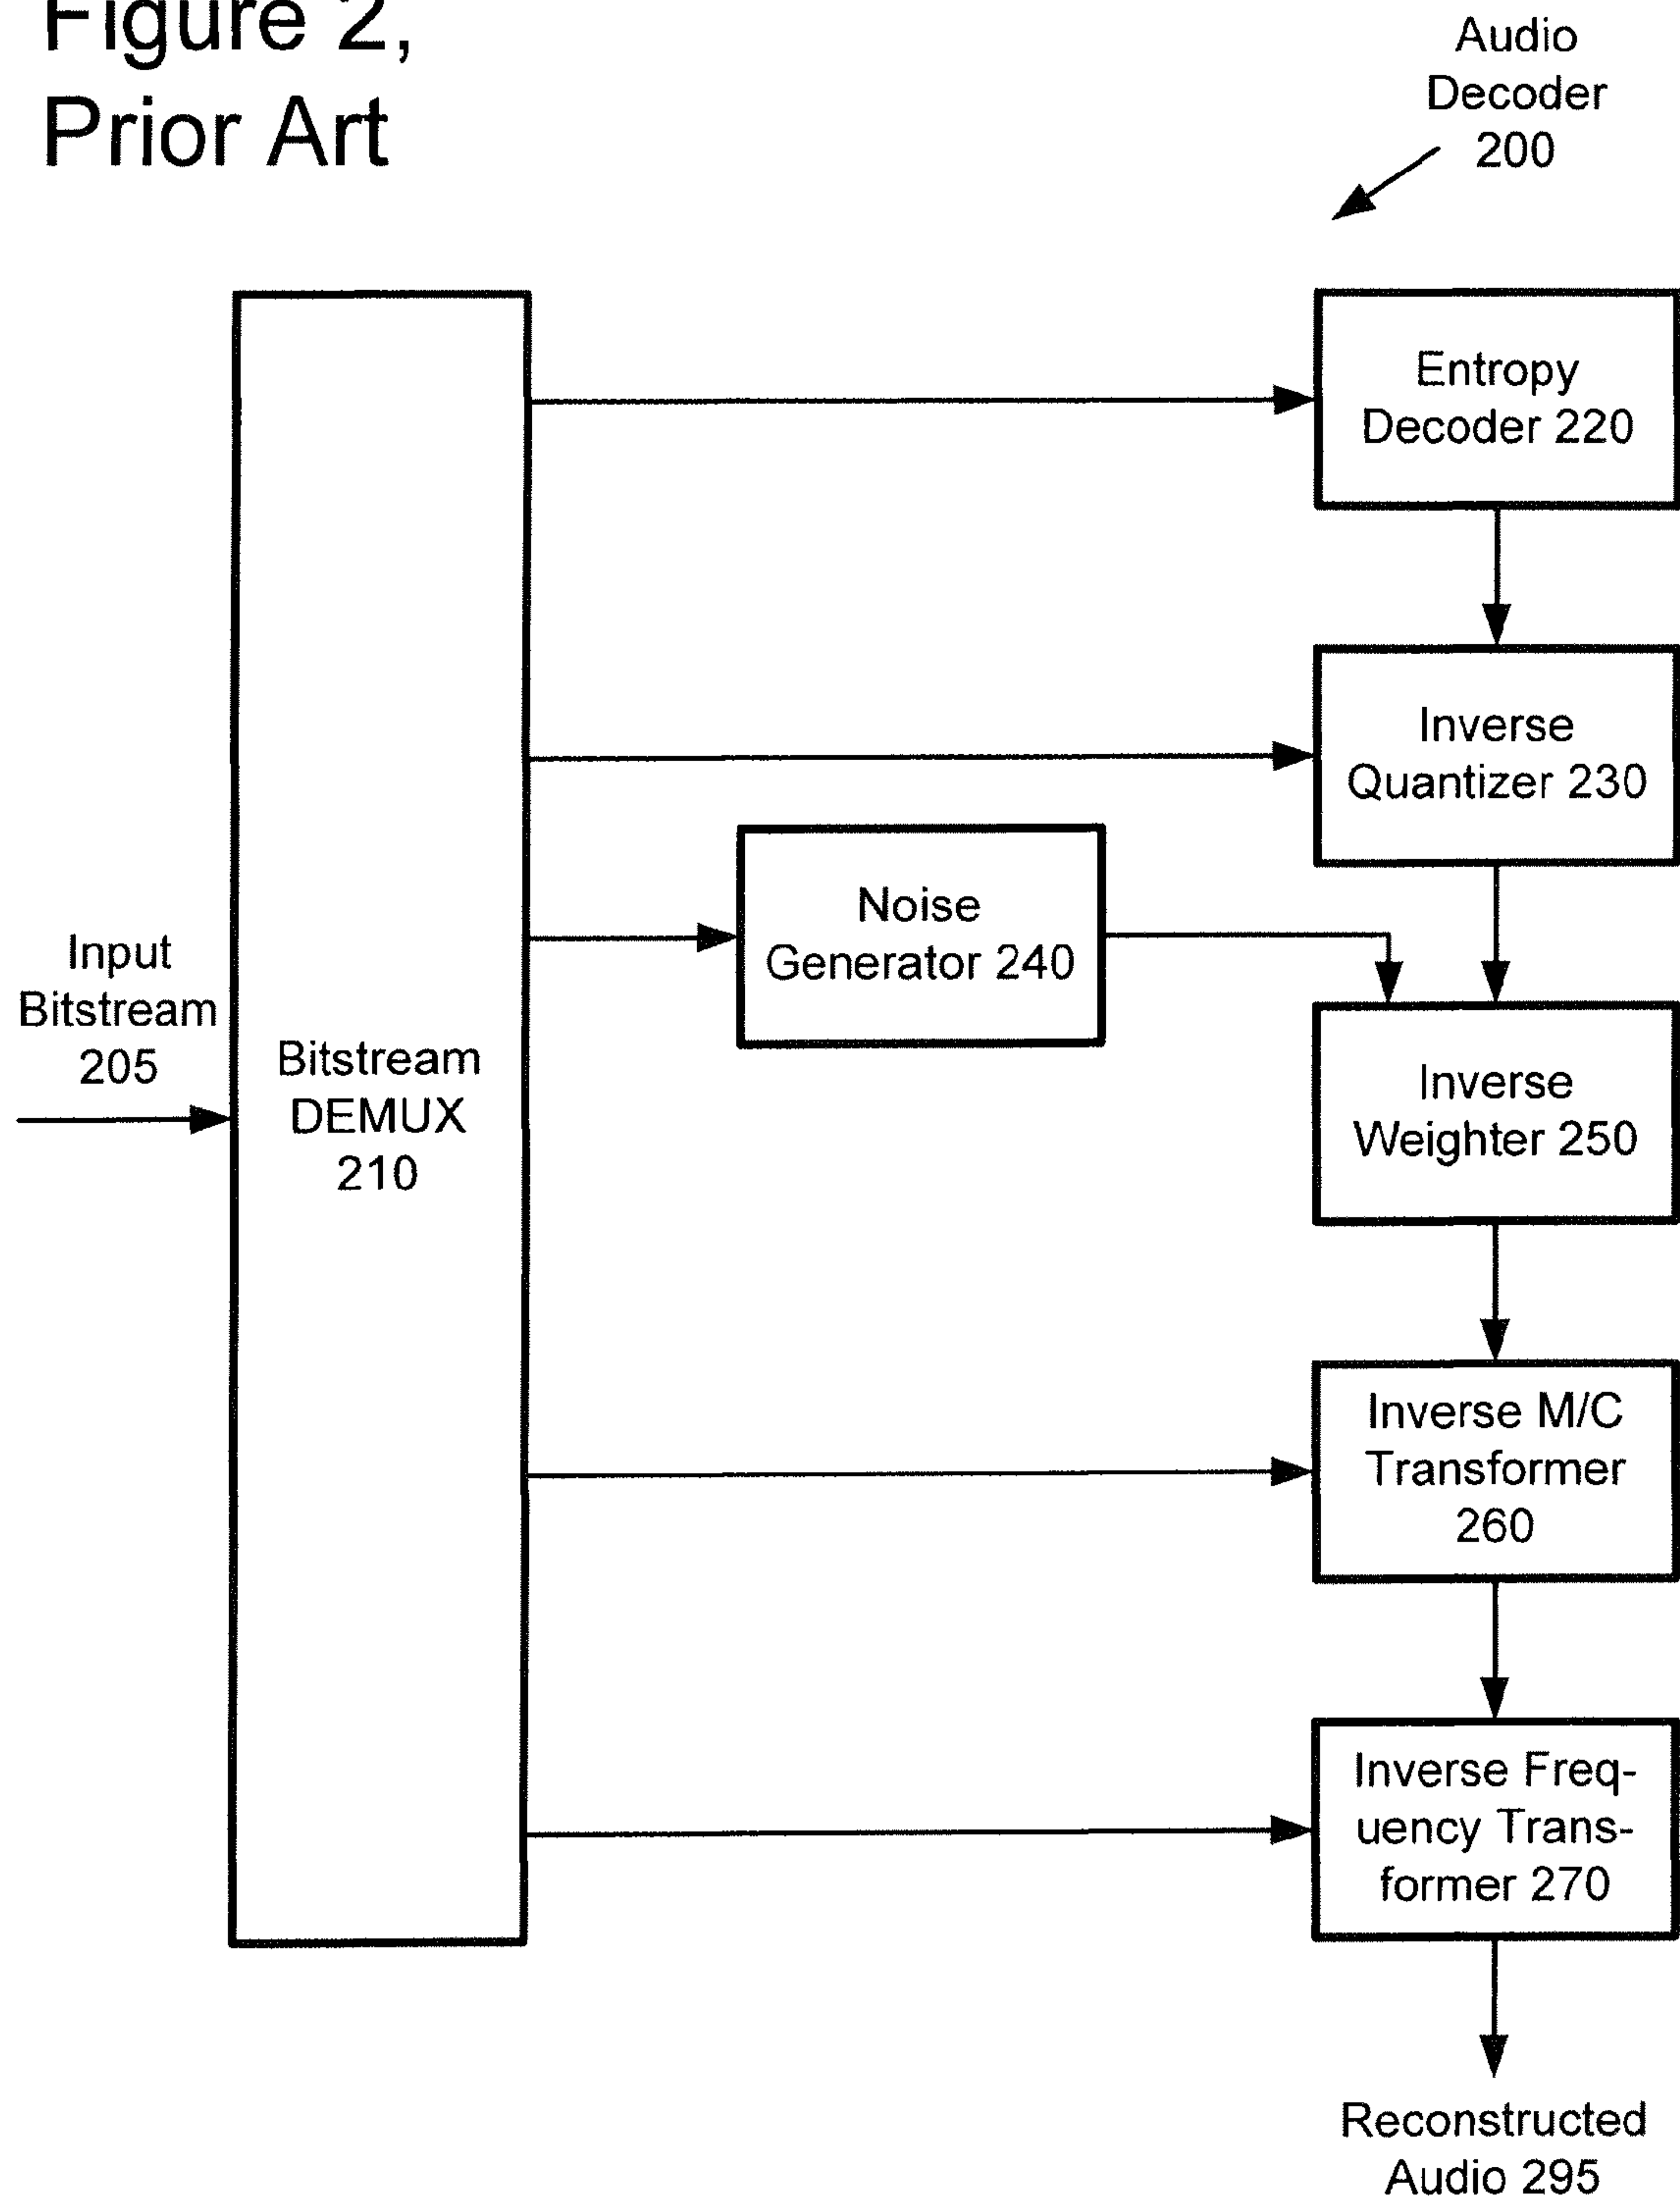 Figure 2,
Prior Art
Audio
Decoder
200
Entropy
Decoder 220
Inverse
Quantizer 230
Noise
Generator 240
Input
Bitstream
205
Bitstream
DEMUX
210
Inverse
Weighter 250
Inverse M/C
Transformer
260
Inverse Freq-
uency Trans-
former 270
Reconstructed
Audio 295